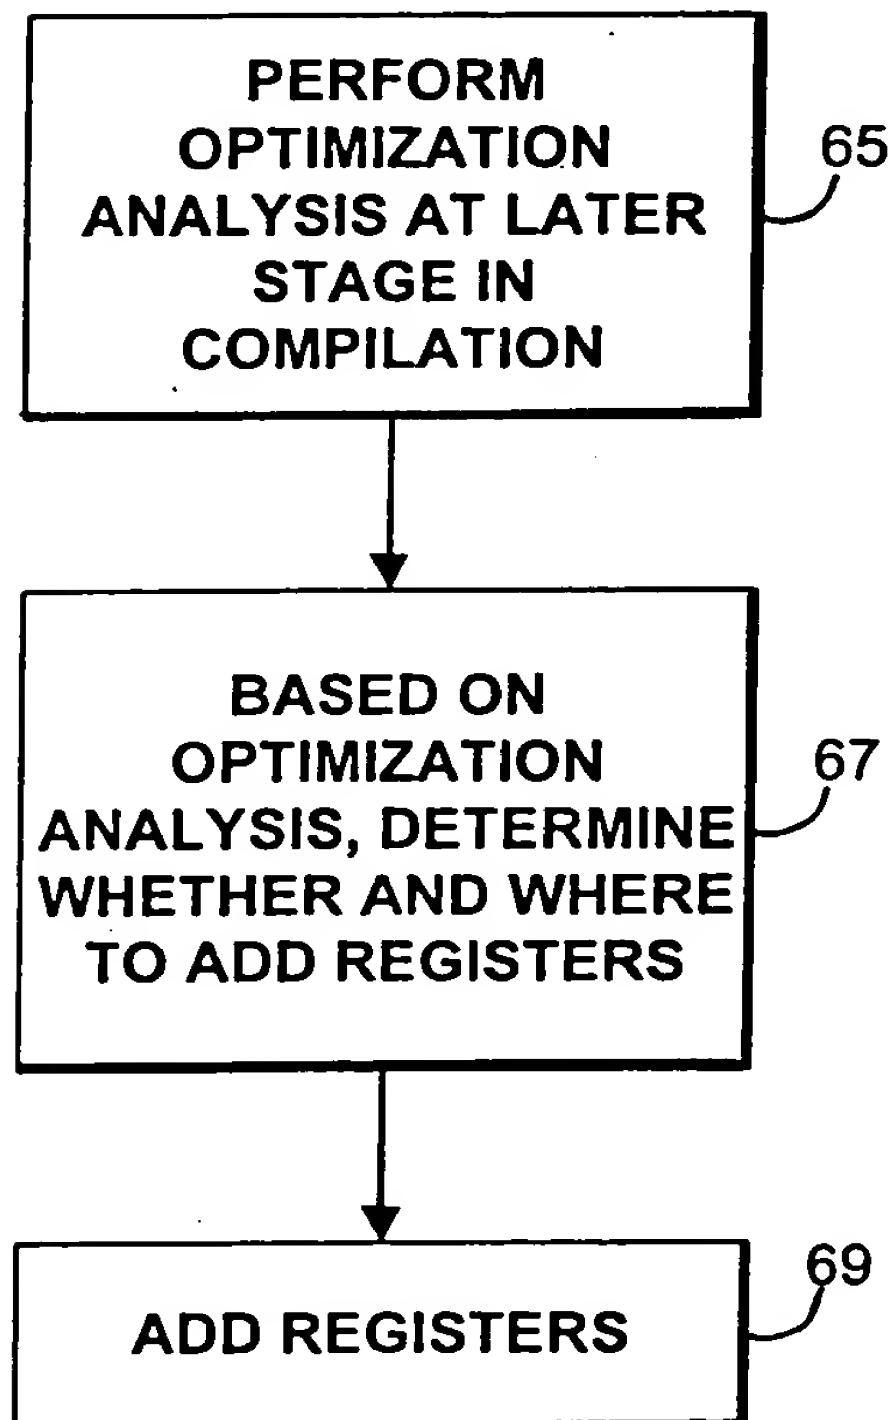 PERFORM
OPTIMIZATION
ANALYSIS AT LATER
STAGE IN
COMPILATION
65
BASED ON
OPTIMIZATION
ANALYSIS, DETERMINE
WHETHER AND WHERE
TO ADD REGISTERS
67
ADD REGISTERS
69